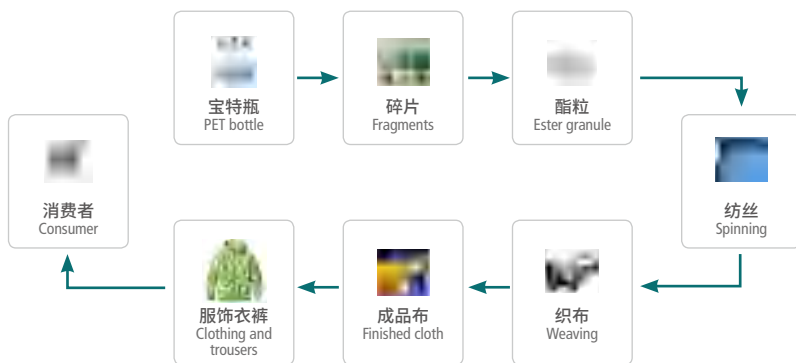 宝特瓶
PET bottle
碎片
Fragments
酯粒
Ester granule
消费者
Consumer
纺丝
Spinning
服饰衣裤
Clothing and
trousers
成品布
Finished cloth
织布
Weaving